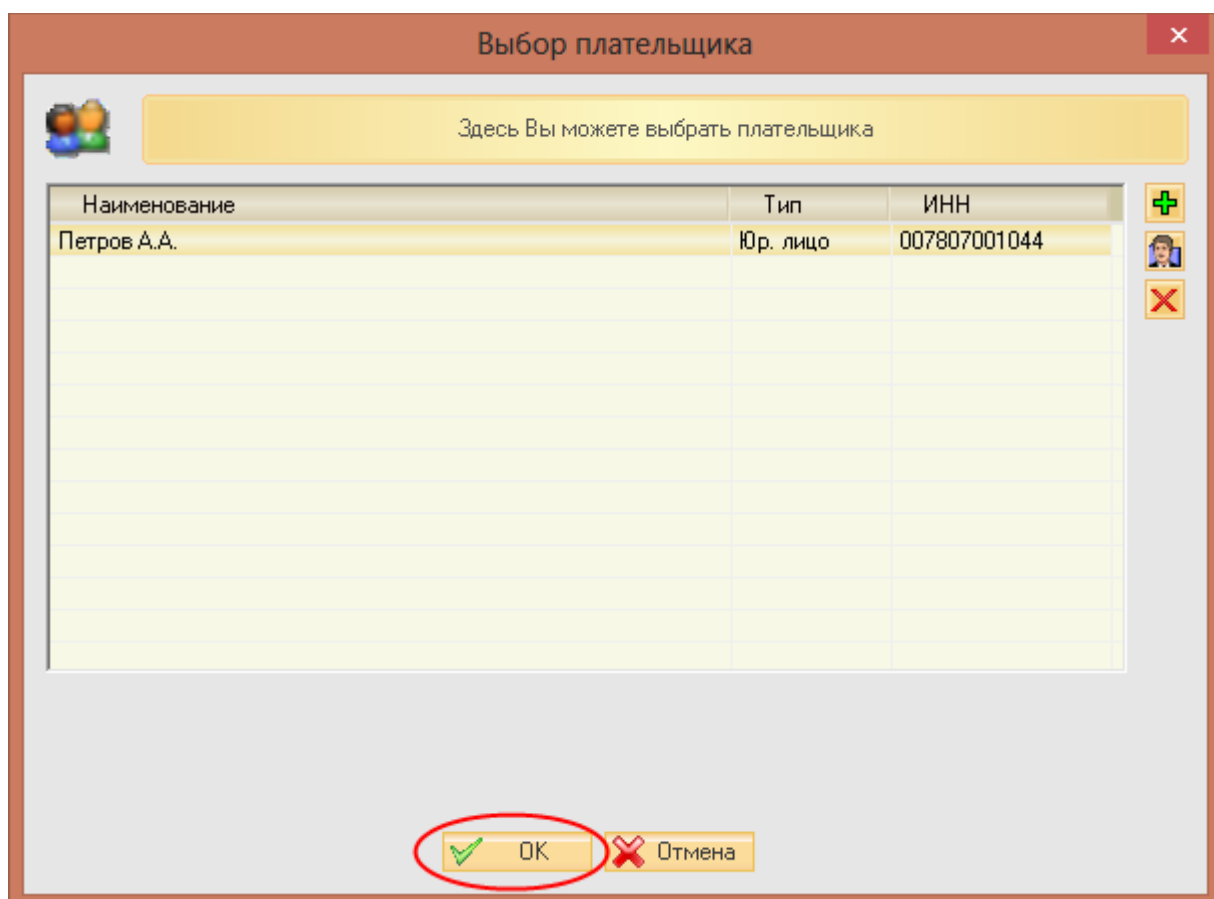 Выбор плательщика
Здесь Вы можете выбрать плательщика
Наименование Тип ИНН
Петров А.А. Юр. лицо 007807001044
OK Отмена